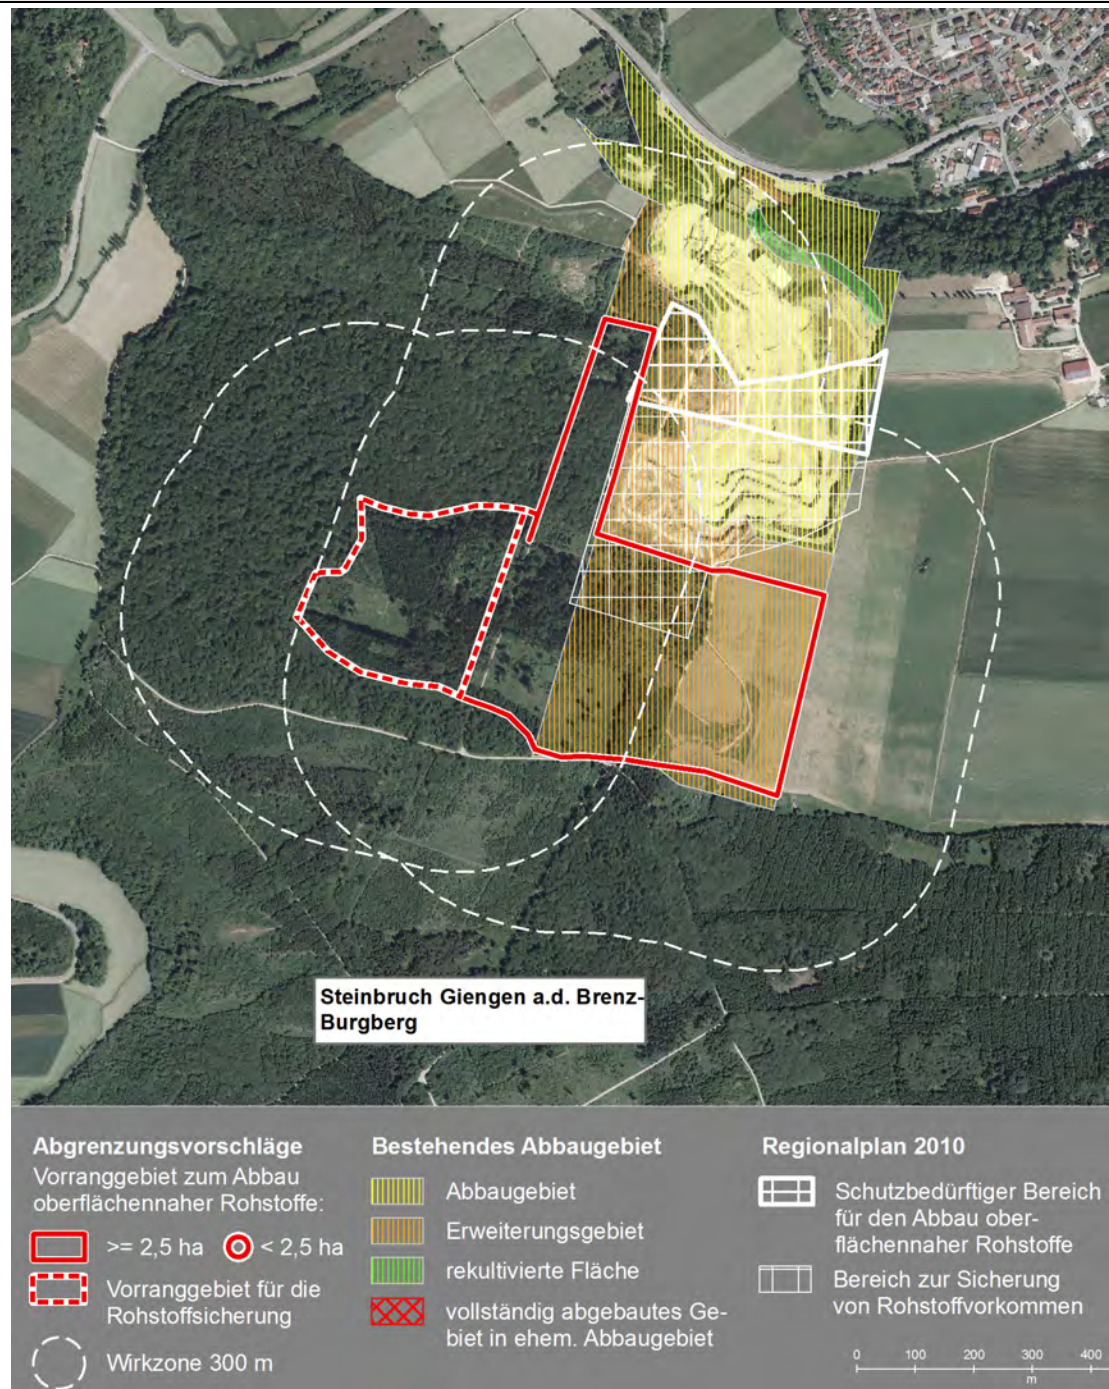 Steinbruch Giengen a.d. Brenz-
Burgberg
Abgrenzungsvorschläge
Vorranggebiet zum Abbau
oberflächennaher Rohstoffe:
>= 2,5 ha
< 2,5 ha
Vorranggebiet für die
Rohstoffsicherung
Wirkzone 300 m
Bestehendes Abbaugebiet
Abbaugebiet
Erweiterungsgebiet
rekultivierte Fläche
vollständig abgebautes Ge-
biet in ehem. Abbaugebiet
Regionalplan 2010
Schutzbedürftiger Bereich
für den Abbau ober-
flächennaher Rohstoffe
Bereich zur Sicherung
von Rohstoffvorkommen
0 100 200 300 400
m